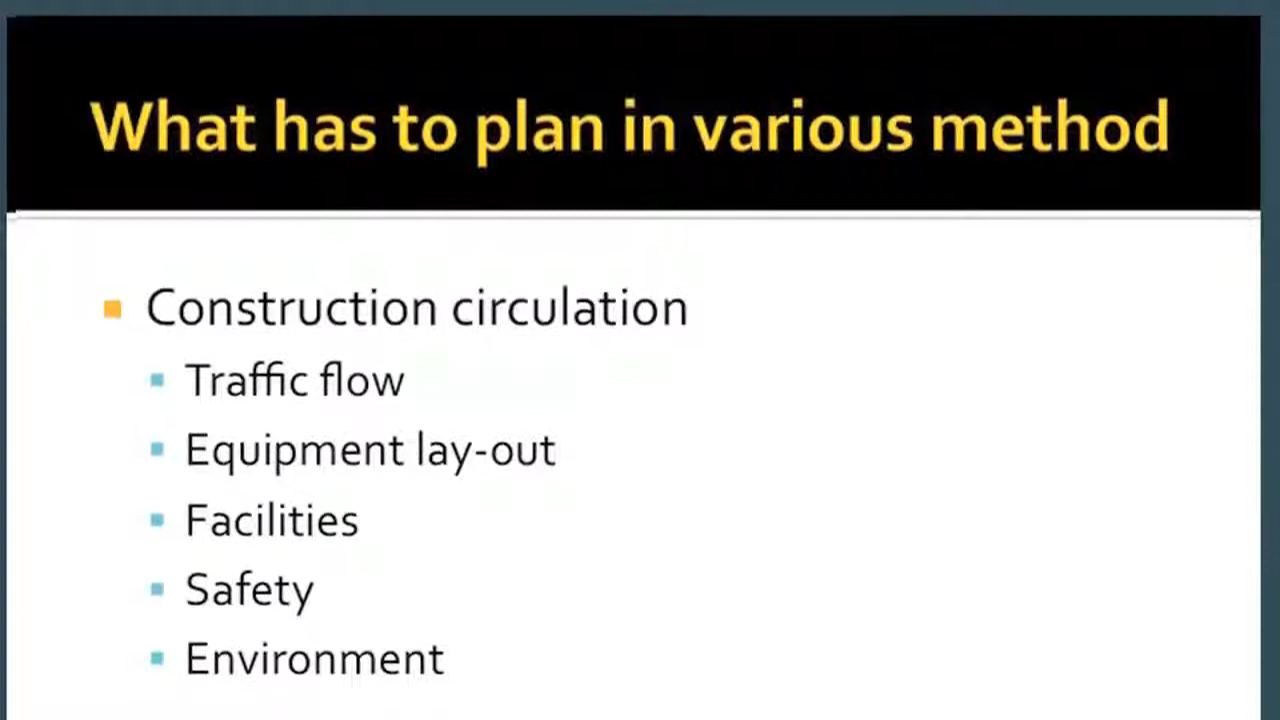 What has to plan in various method
Construction circulation
Traffic flow
Equipment lay-out
Facilities
Safety
Environment